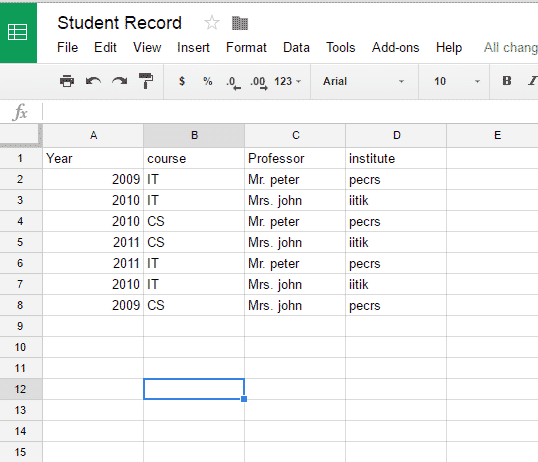 Student Record
File Edit View Insert Format Data Tools Add-ons Help All chang
$ % .0 .00 123 Arial 10 B I
fx
A B C D E
1 Year course Professor institute
2 2009 IT Mr. peter pecrs
3 2010 IT Mrs. john iitik
4 2010 CS Mr. peter pecrs
5 2011 CS Mrs. john iitik
6 2011 IT Mr. peter pecrs
7 2010 IT Mrs. john iitik
8 2009 CS Mrs. john pecrs
9
10
11
12
13
14
15